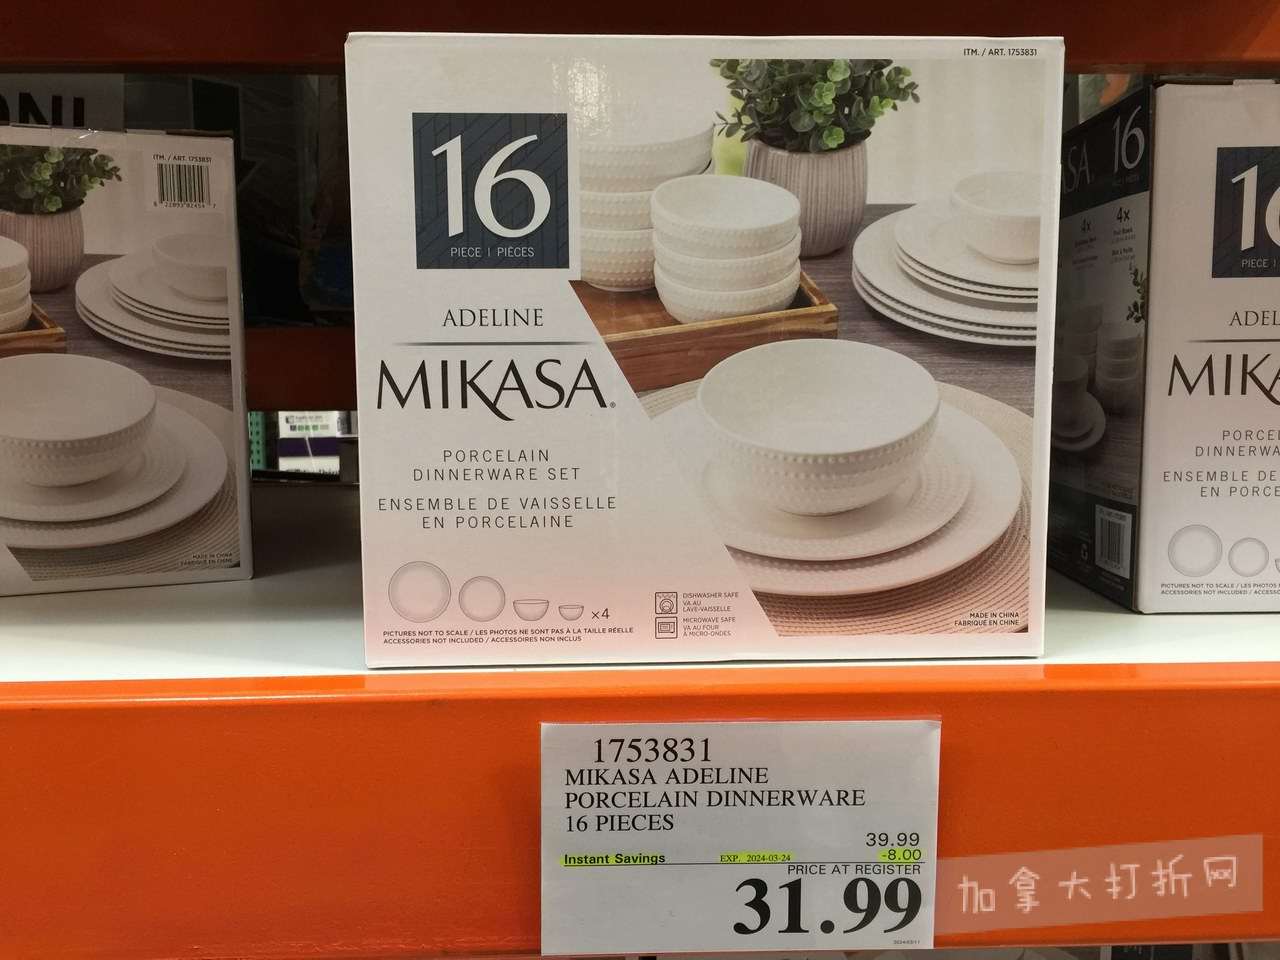 ITM. / ART. 1753831
16
PIECE | PIÈCES
ADELINE
MIKASA®
PORCELAIN
DINNERWARE SET
ENSEMBLE DE VAISSELLE
EN PORCELAINE
×4
PICTURES NOT TO SCALE / LES PHOTOS NE SONT PAS À LA TAILLE RÉELLE
ACCESSORIES NOT INCLUDED / ACCESSOIRES NON INCLUS
DISHWASHER SAFE
VA AU
LAVE-VAISSELLE
MICROWAVE SAFE
VA AU FOUR
À MICRO-ONDES
MADE IN CHINA
FABRIQUÉ EN CHINE
ITM. / ART. 1753831
MADE IN CHINA
FABRIQUÉ EN CHINE
16
4x
4x
PIECE |
ADEL
MIKA
PORCEL
DINNERWA
ENSEMBLE DE
EN PORCE
PICTURES NOT TO SCALE / LES PHOTOS
ACCESSORIES NOT INCLUDED / ACCESS
1753831
MIKASA ADELINE
PORCELAIN DINNERWARE
16 PIECES
39.99
Instant Savings EXP. 2024-03-24 -8.00
PRICE AT REGISTER
31.99
2024/03/11
加拿大打折网